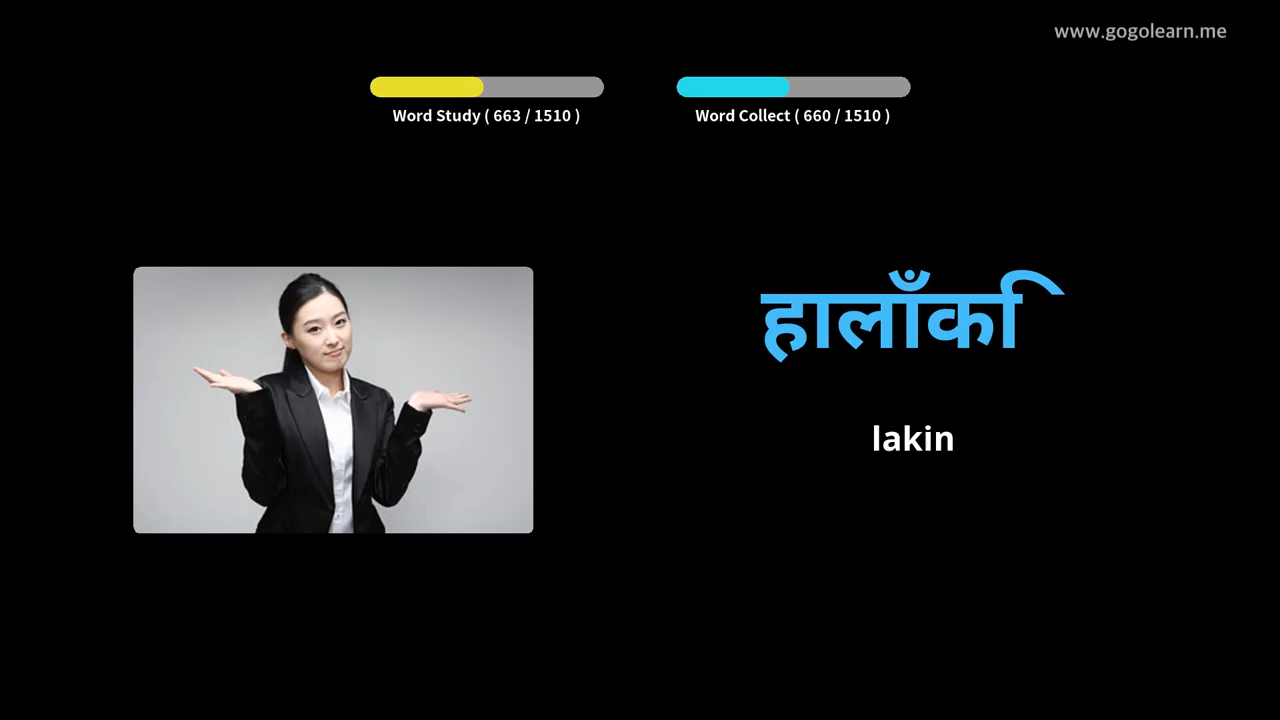 www.gogolearn.me
Word Study ( 663 / 1510 )
Word Collect ( 660 / 1510 )
हालाँकि
lakin